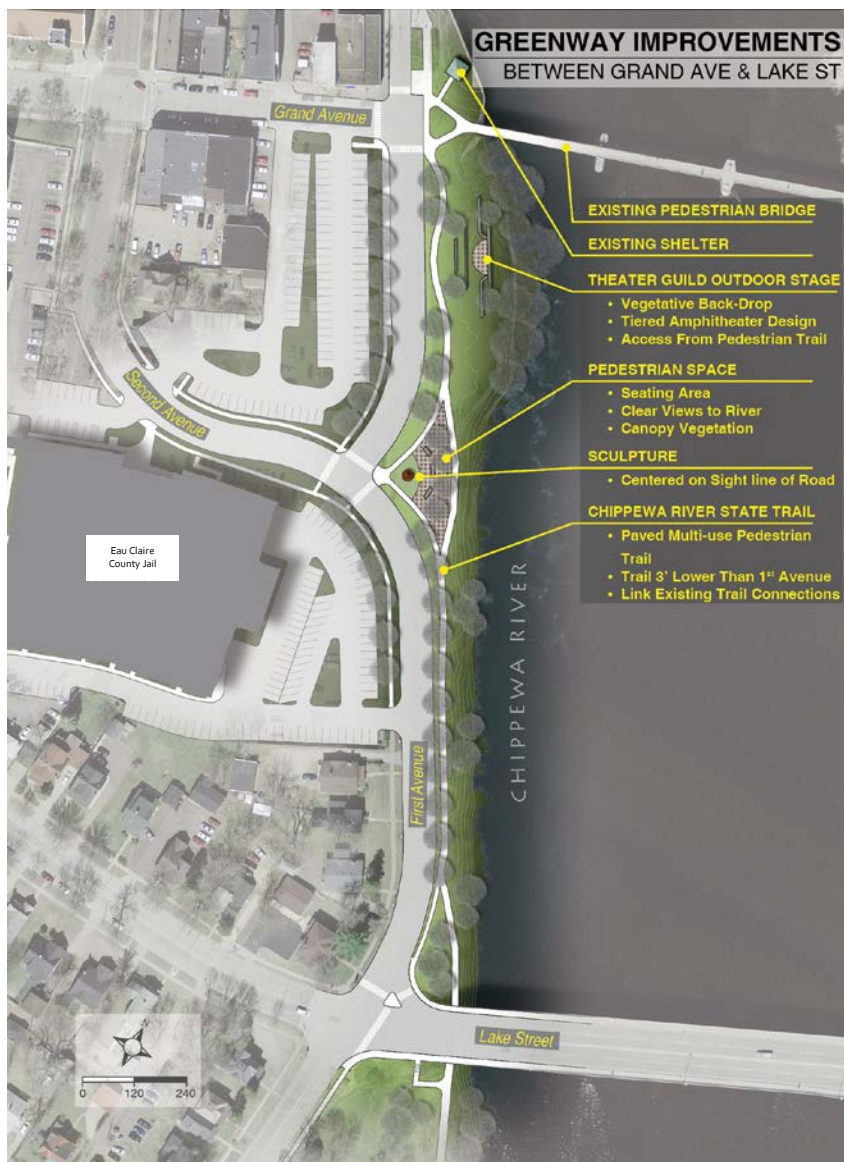 GREENWAY IMPROVEMENTS
BETWEEN GRAND AVE & LAKE ST
Grand Avenue
EXISTING PEDESTRIAN BRIDGE
EXISTING SHELTER
THEATER GUILD OUTDOOR STAGE
• Vegetative Back-Drop
• Tiered Amphitheater Design
• Access From Pedestrian Trail
PEDESTRIAN SPACE
• Seating Area
• Clear Views to River
• Canopy Vegetation
Second Avenue
SCULPTURE
• Centered on Sight line of Road
CHIPPEWA RIVER STATE TRAIL
• Paved Multi-use Pedestrian
Trail
• Trail 3' Lower Than 1st Avenue
• Link Existing Trail Connections
Eau Claire
County Jail
CHIPPEWA RIVER
First Avenue
Lake Street
N
0 120 240